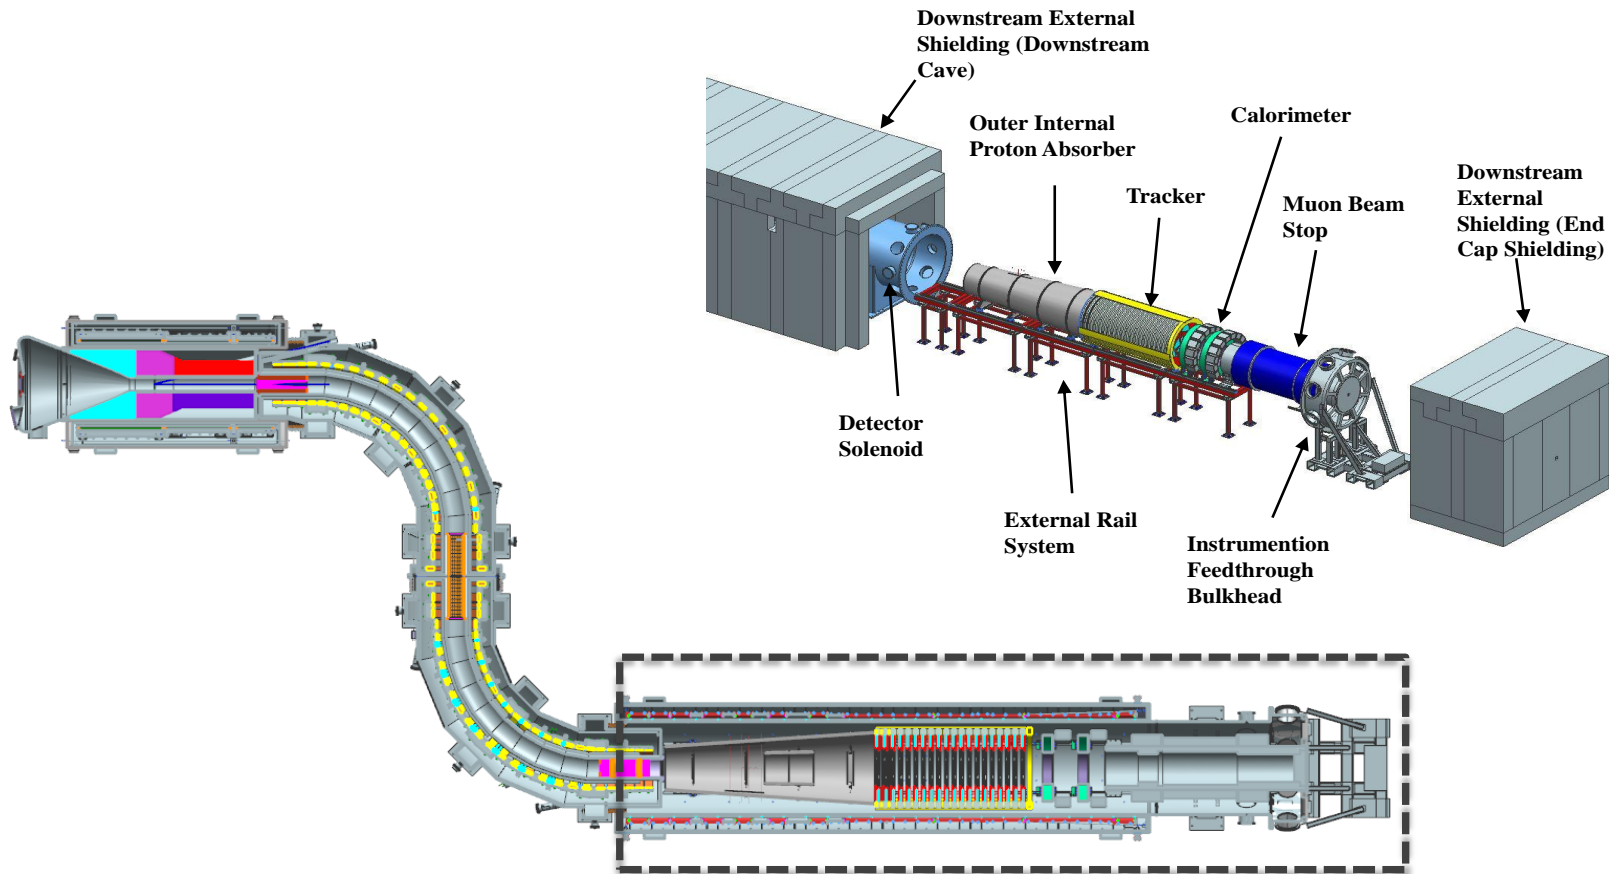 Downstream External
Shielding (Downstream
Cave)
Outer Internal
Proton Absorber
Calorimeter
Tracker
Muon Beam
Stop
Downstream
External
Shielding (End
Cap Shielding)
Detector
Solenoid
External Rail
System
Instrumention
Feedthrough
Bulkhead